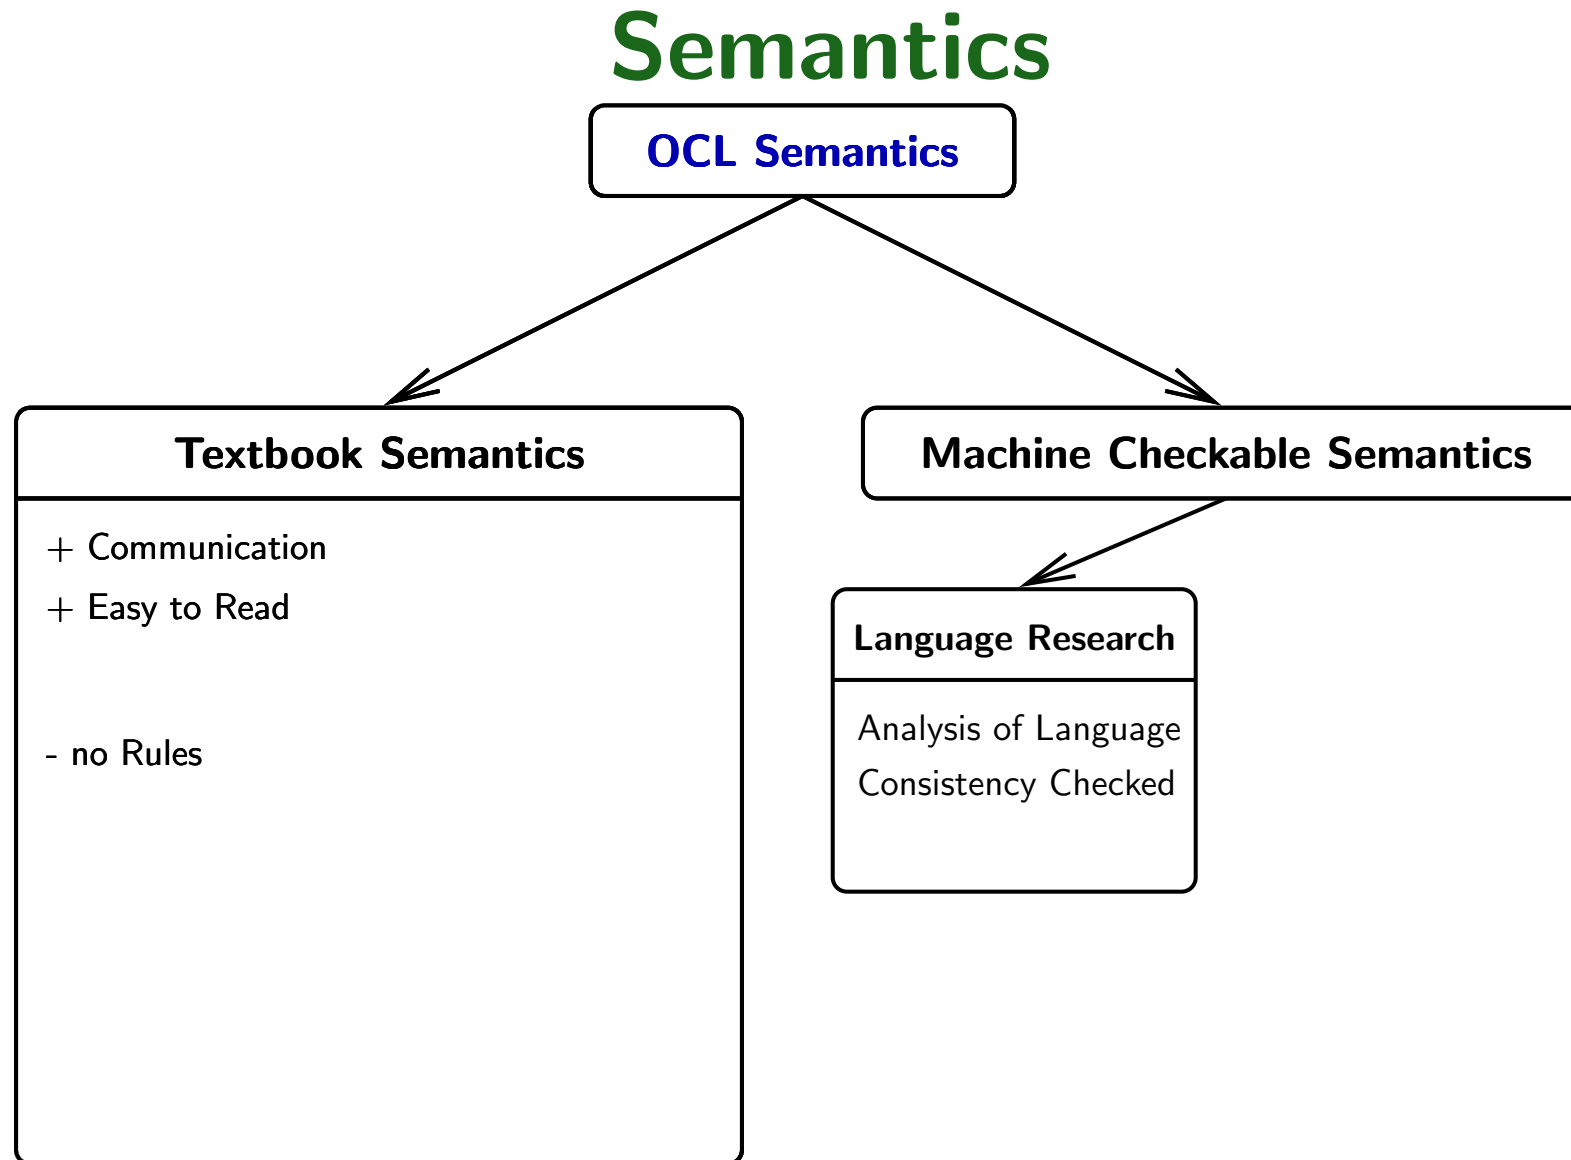 Semantics
OCL Semantics
Textbook Semantics
+ Communication
+ Easy to Read
- no Rules
Machine Checkable Semantics
Language Research
Analysis of Language
Consistency Checked